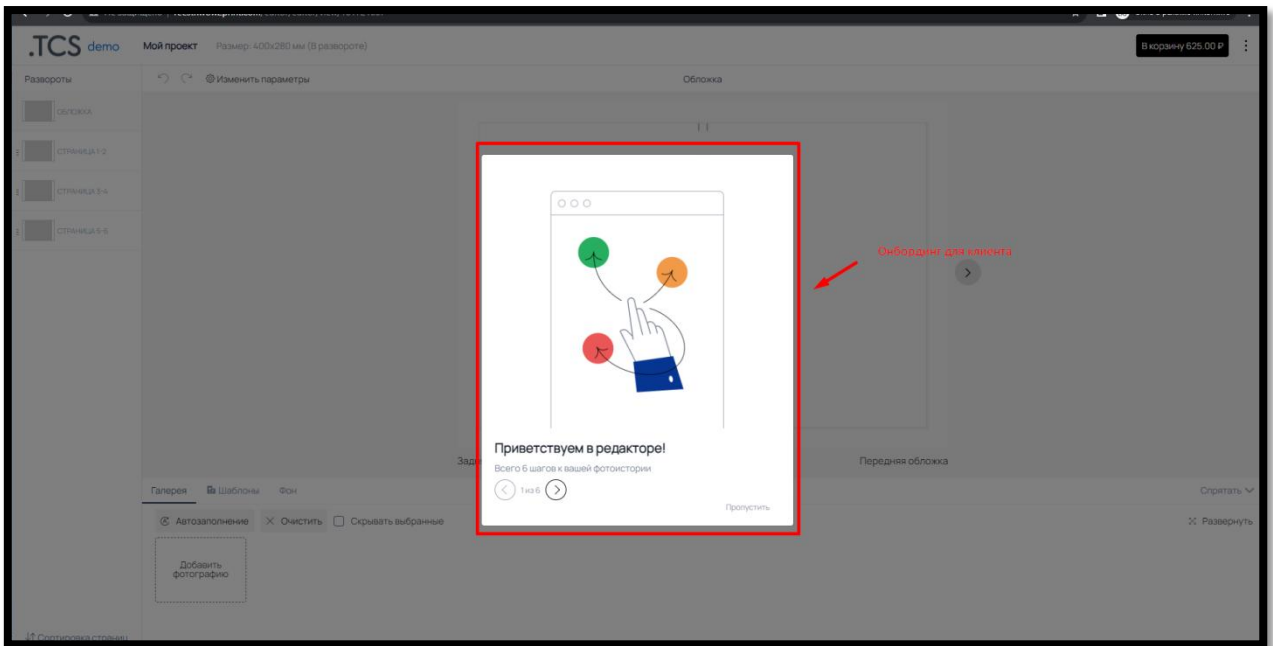 .TCS demo
Мой проект
Размер: 400x280 мм (В развороте)
В корзину 625.00 ₽
Развороты
Изменить параметры
Обложка
ОБЛОЖКА
СТРАНИЦА 1-2
СТРАНИЦА 3-4
СТРАНИЦА 5-6
Онбординг для клиента
Приветствуем в редакторе!
Всего 6 шагов к вашей фотоистории
1 из 6
Пропустить
Передняя обложка
Галерея
Шаблоны
Фон
Спрятать
Автозаполнение
Очистить
Скрывать выбранные
Развернуть
Добавить
фотографию
Сортировка страниц